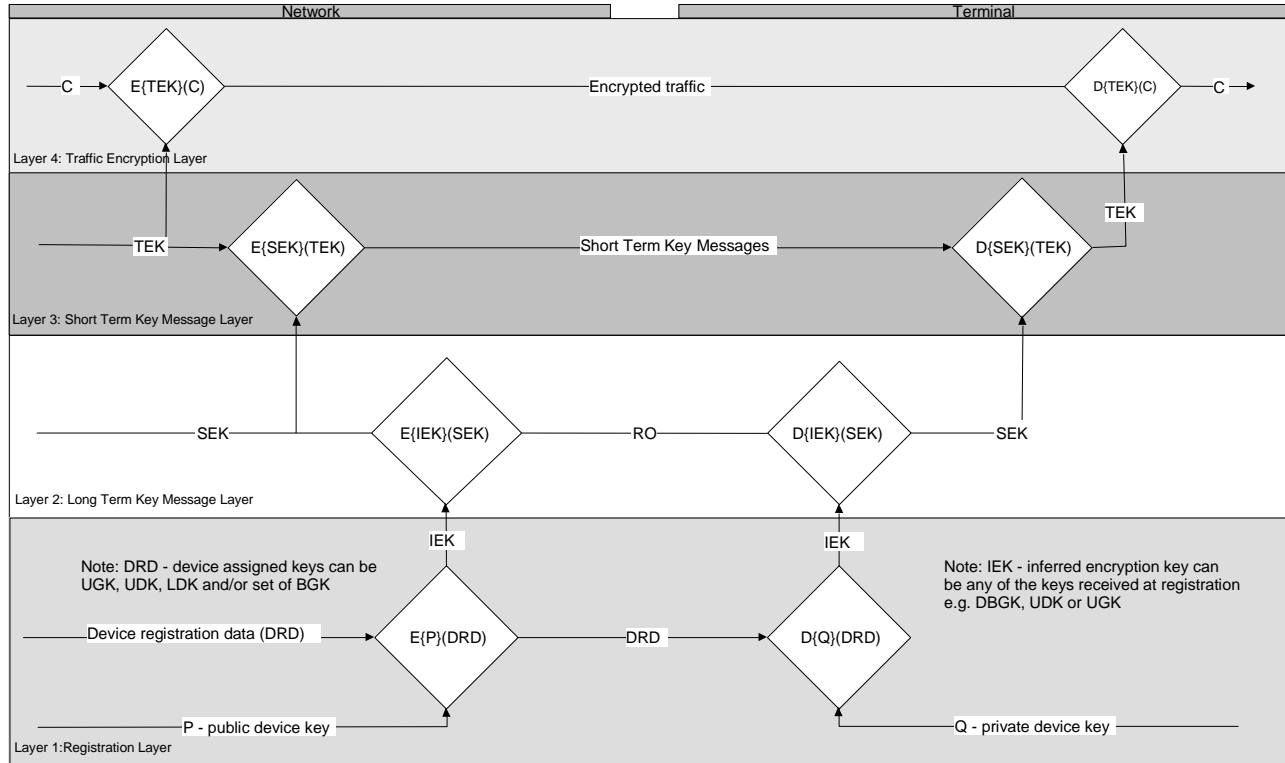 Network
Terminal
C
E{TEK}(C)
Encrypted traffic
D{TEK}(C)
C
Layer 4: Traffic Encryption Layer
TEK
E{SEK}(TEK)
Short Term Key Messages
D{SEK}(TEK)
TEK
Layer 3: Short Term Key Message Layer
SEK
E{IEK}(SEK)
RO
D{IEK}(SEK)
SEK
Layer 2: Long Term Key Message Layer
IEK
IEK
Note: DRD - device assigned keys can be
UGK, UDK, LDK and/or set of BGK
Note: IEK - inferred encryption key can
be any of the keys received at registration
e.g. DBGK, UDK or UGK
Device registration data (DRD)
E{P}(DRD)
DRD
D{Q}(DRD)
P - public device key
Q - private device key
Layer 1:Registration Layer